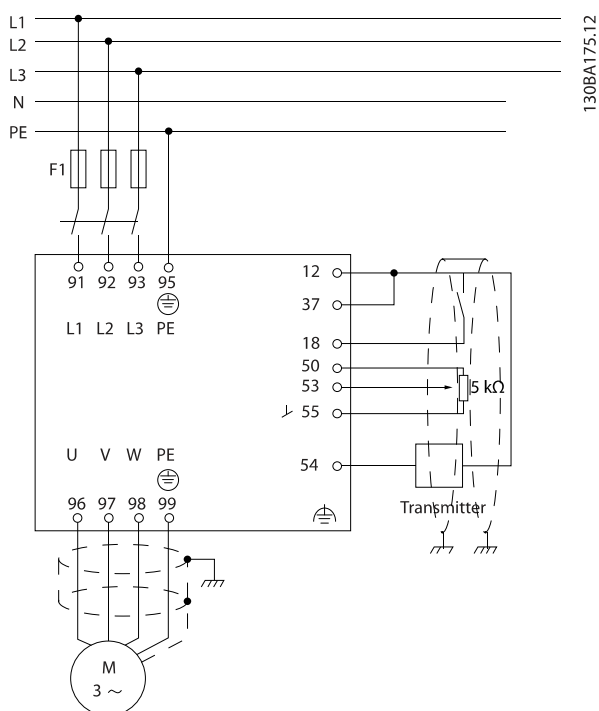 L1
L2
L3
N
PE
130BA175.12
F1
91 92 93 95
L1 L2 L3 PE
12
37
18
50
53
5 kΩ
55
54
Transmitter
U V W PE
96 97 98 99
M
3 ~